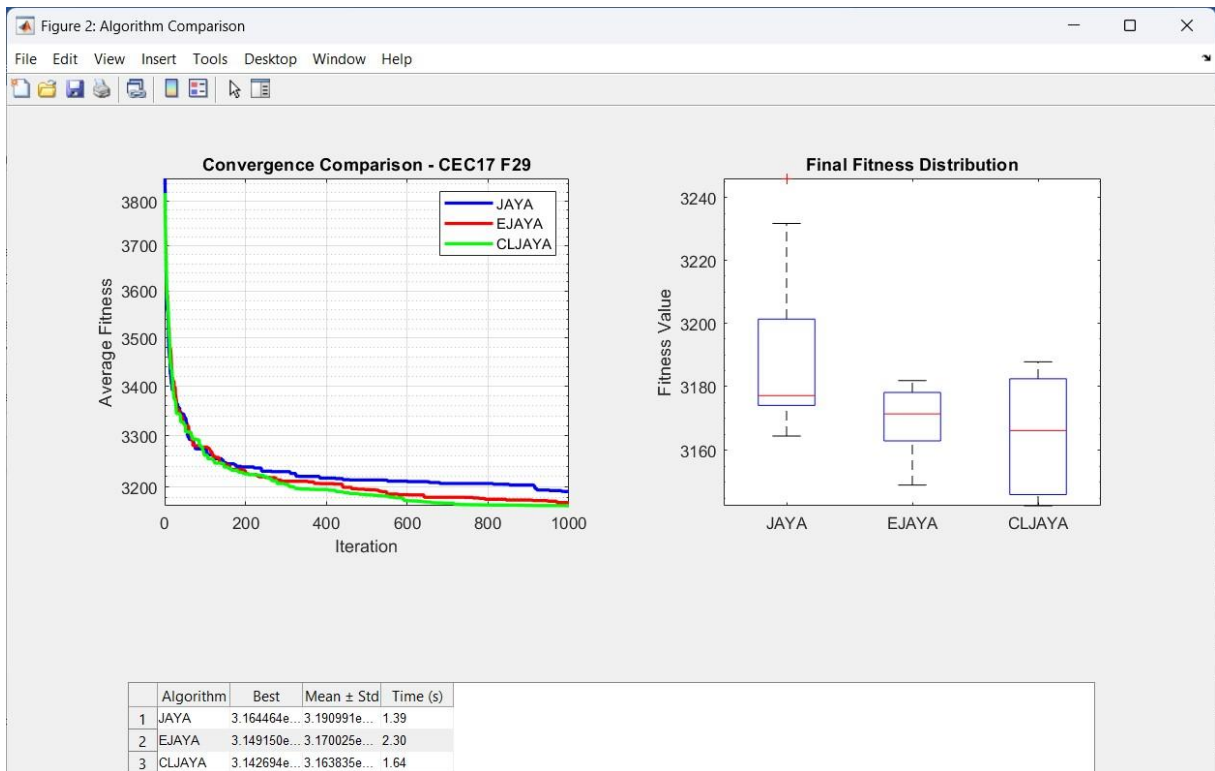 Figure 2: Algorithm Comparison
File Edit View Insert Tools Desktop Window Help
Convergence Comparison - CEC17 F29
JAYA
EJAYA
CLJAYA
Average Fitness
3800
3700
3600
3500
3400
3300
3200
0 200 400 600 800 1000
Iteration
Final Fitness Distribution
Fitness Value
3240
3220
3200
3180
3160
JAYA EJAYA CLJAYA
Algorithm Best Mean ± Std Time (s)
1 JAYA 3.164464e... 3.190991e... 1.39
2 EJAYA 3.149150e... 3.170025e... 2.30
3 CLJAYA 3.142694e... 3.163835e... 1.64